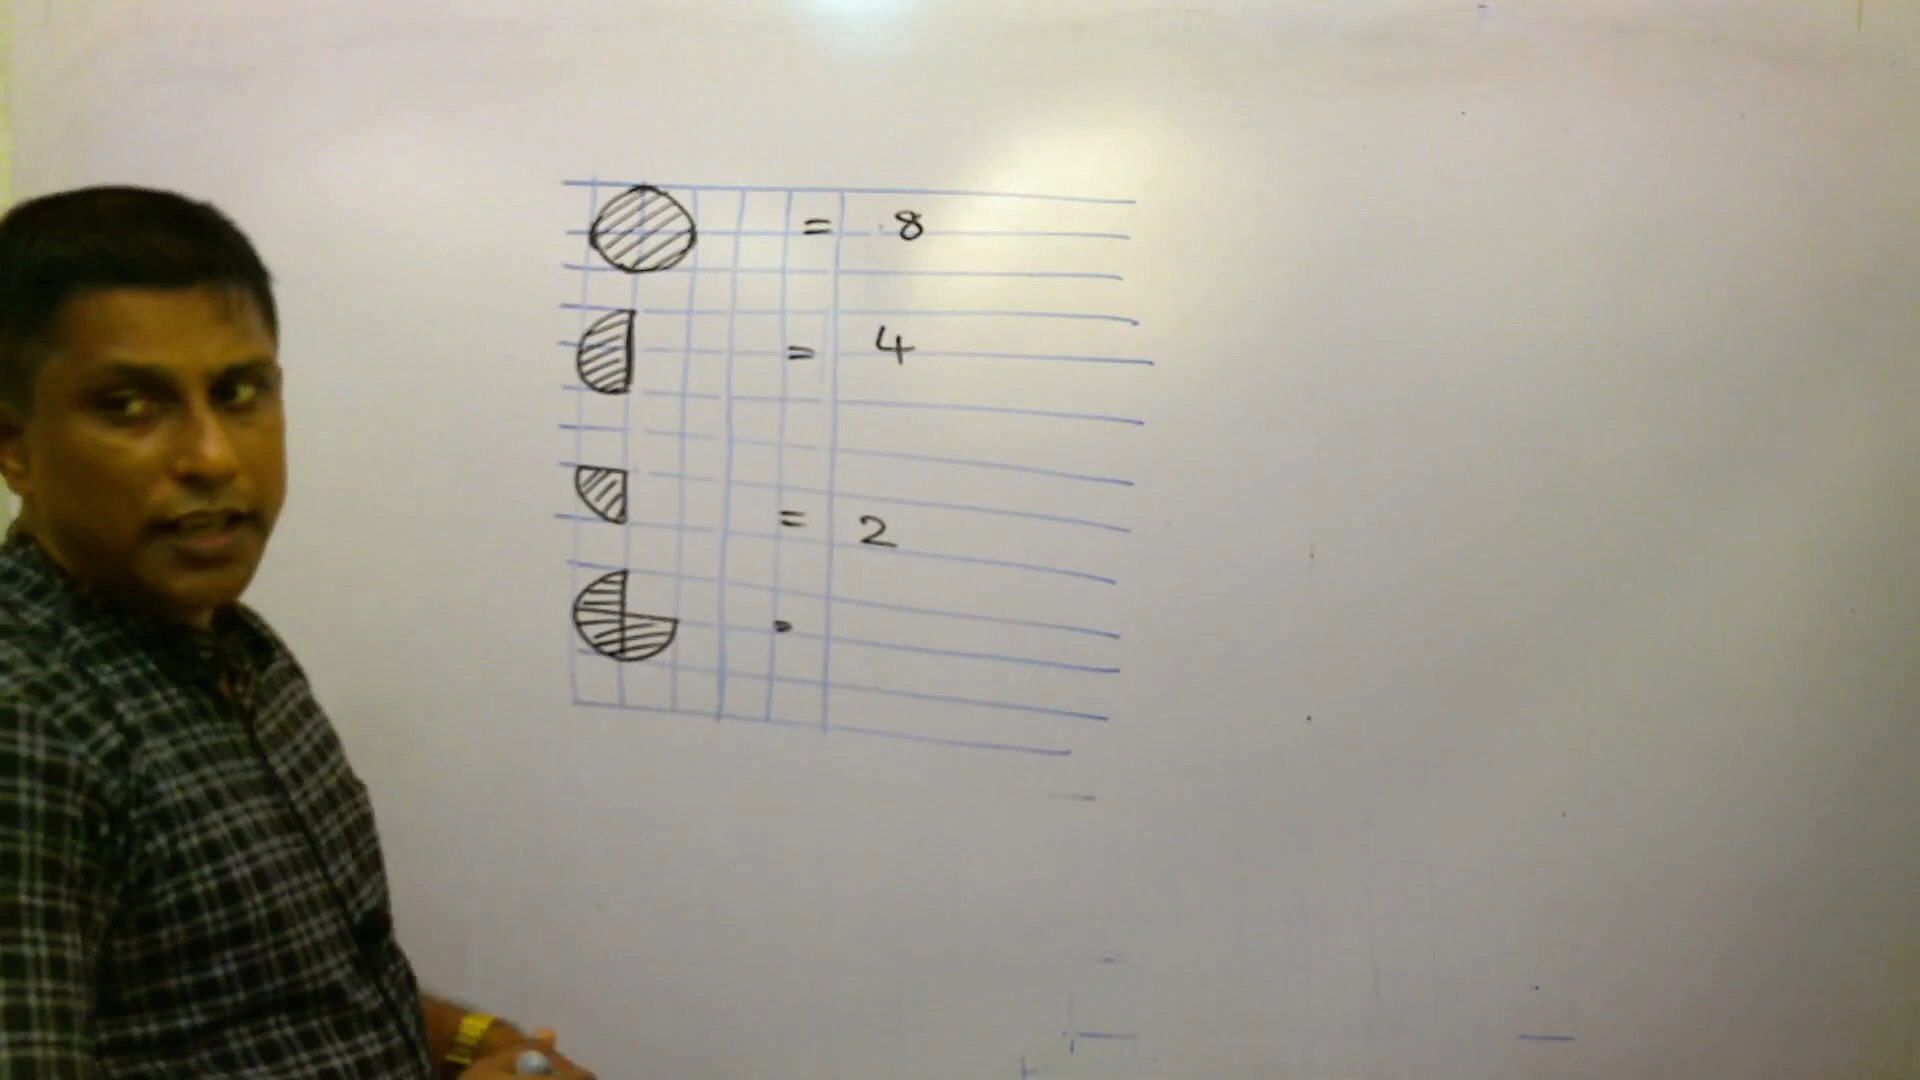 = 8
= 4
= 2